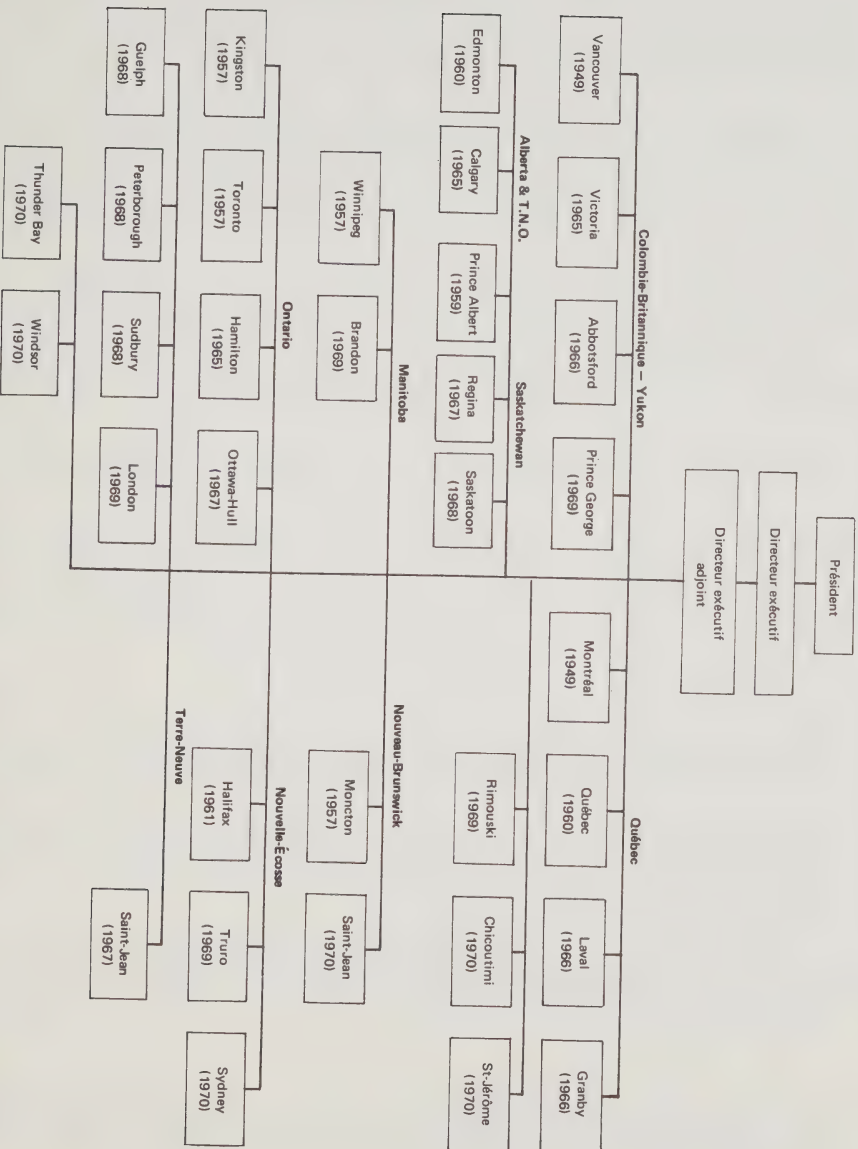 Président
Directeur exécutif
Directeur exécutif
adjoint
Colombie-Britannique — Yukon
Vancouver
(1949)
Victoria
(1965)
Abbotsford
(1966)
Prince George
(1969)
Québec
Montréal
(1949)
Québec
(1960)
Laval
(1966)
Granby
(1966)
Alberta & T.N.O.
Edmonton
(1960)
Calgary
(1965)
Saskatchewan
Prince Albert
(1959)
Regina
(1967)
Saskatoon
(1968)
Rimouski
(1969)
Chicoutimi
(1970)
St-Jérôme
(1970)
Manitoba
Winnipeg
(1957)
Brandon
(1969)
Nouveau-Brunswick
Moncton
(1957)
Saint-Jean
(1970)
Ontario
Kingston
(1957)
Toronto
(1957)
Hamilton
(1965)
Ottawa-Hull
(1967)
Nouvelle-Écosse
Halifax
(1961)
Truro
(1969)
Sydney
(1970)
Guelph
(1968)
Peterborough
(1968)
Sudbury
(1968)
London
(1969)
Terre-Neuve
Saint-Jean
(1967)
Thunder Bay
(1970)
Windsor
(1970)